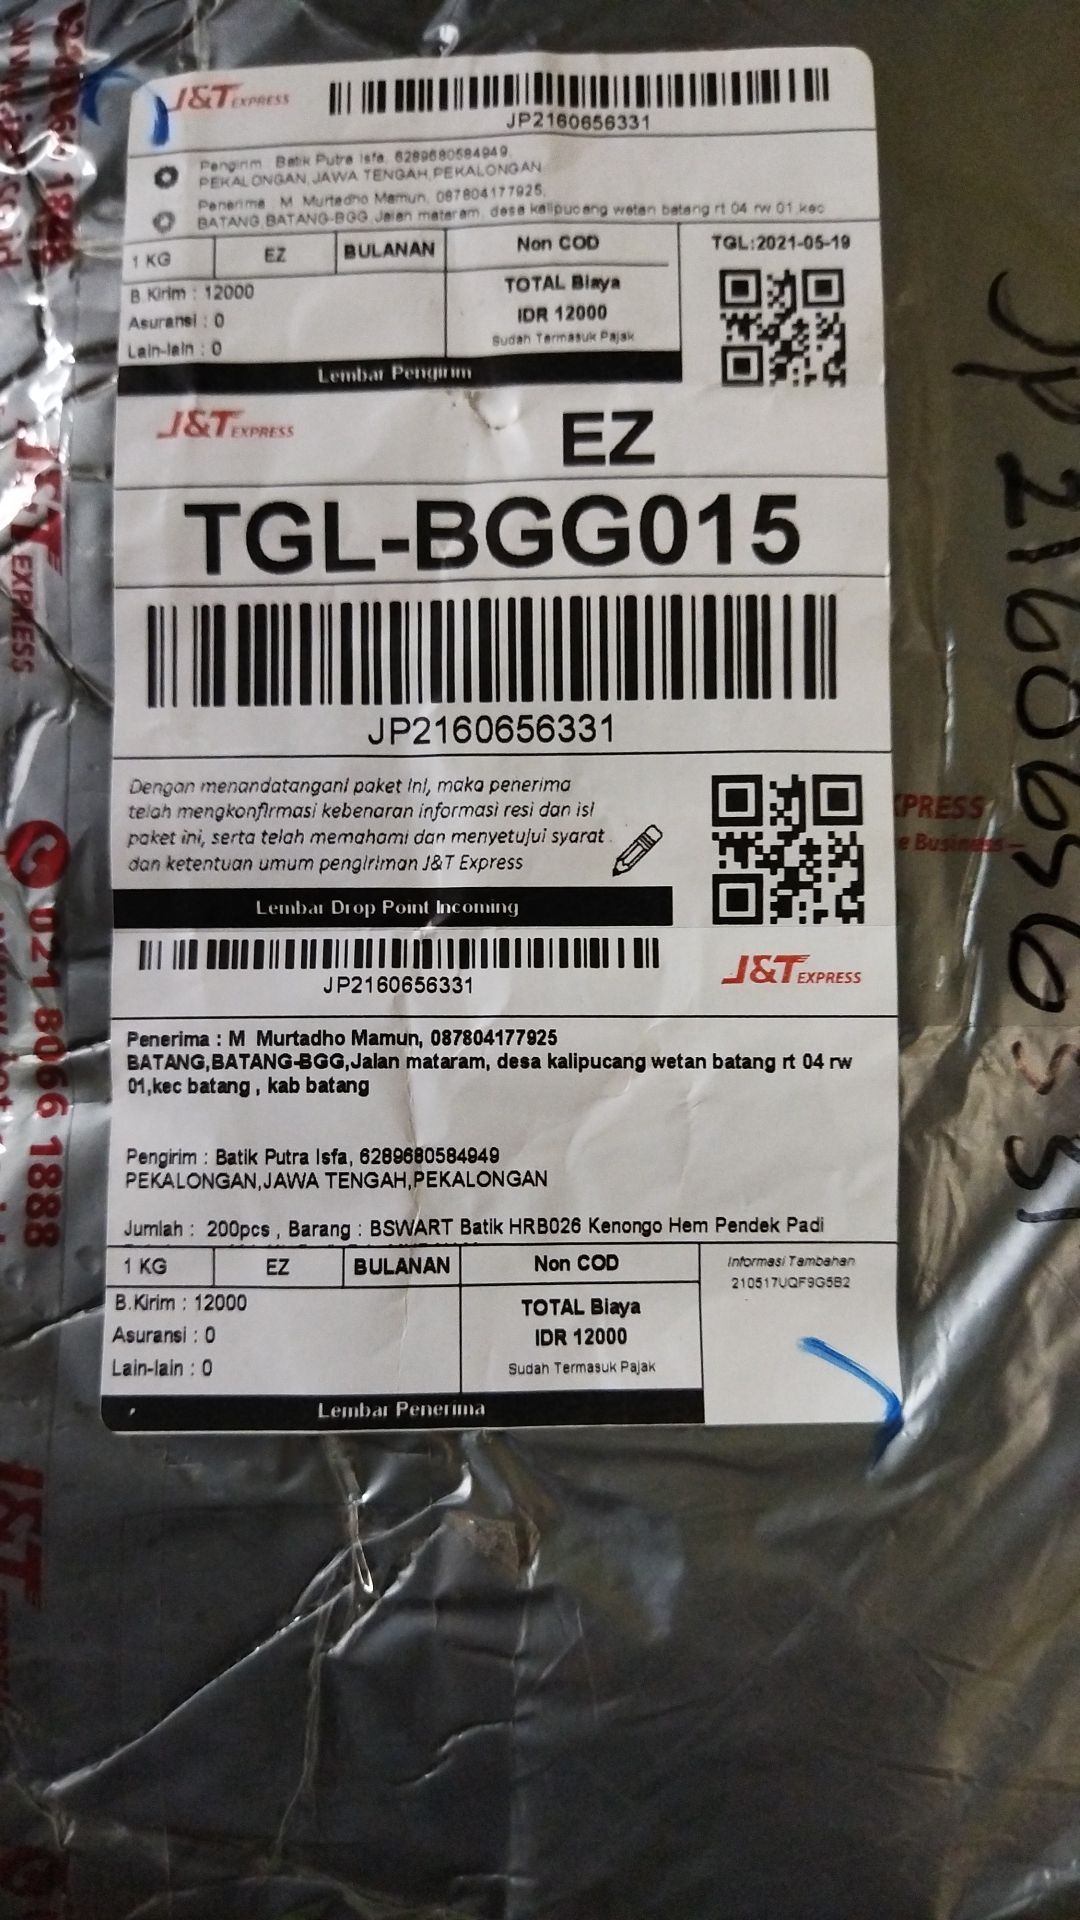 J&T EXPRESS
JP2160656331
Pengirim : Batik Putra Isfa, 6289680584949,
PEKALONGAN,JAWA TENGAH,PEKALONGAN
Penerima : M Murtadho Mamun, 087804177925,
BATANG,BATANG-BGG,Jalan mataram, desa kalipucang wetan batang rt 04 rw 01,kec
1 KG
EZ
BULANAN
Non COD
TGL:2021-05-19
B.Kirim : 12000
Asuransi : 0
Lain-lain : 0
TOTAL Biaya
IDR 12000
Sudah Termasuk Pajak
Lembar Pengirim
J&T EXPRESS
EZ
TGL-BGG015
JP2160656331
Dengan menandatangani paket ini, maka penerima
telah mengkonfirmasi kebenaran informasi resi dan isi
paket ini, serta telah memahami dan menyetujui syarat
dan ketentuan umum pengiriman J&T Express
Lembar Drop Point Incoming
JP2160656331
J&T EXPRESS
Penerima : M Murtadho Mamun, 087804177925
BATANG,BATANG-BGG,Jalan mataram, desa kalipucang wetan batang rt 04 rw
01,kec batang , kab batang
Pengirim : Batik Putra Isfa, 6289680584949
PEKALONGAN,JAWA TENGAH,PEKALONGAN
Jumlah : 200pcs , Barang : BSWART Batik HRB026 Kenongo Hem Pendek Padi
1 KG
EZ
BULANAN
Non COD
Informasi Tambahan
210517UQF9G5B2
B.Kirim : 12000
Asuransi : 0
Lain-lain : 0
TOTAL Biaya
IDR 12000
Sudah Termasuk Pajak
Lembar Penerima
J&T EXPRESS
021 8066 1888
J&T
XPRESS
e Business